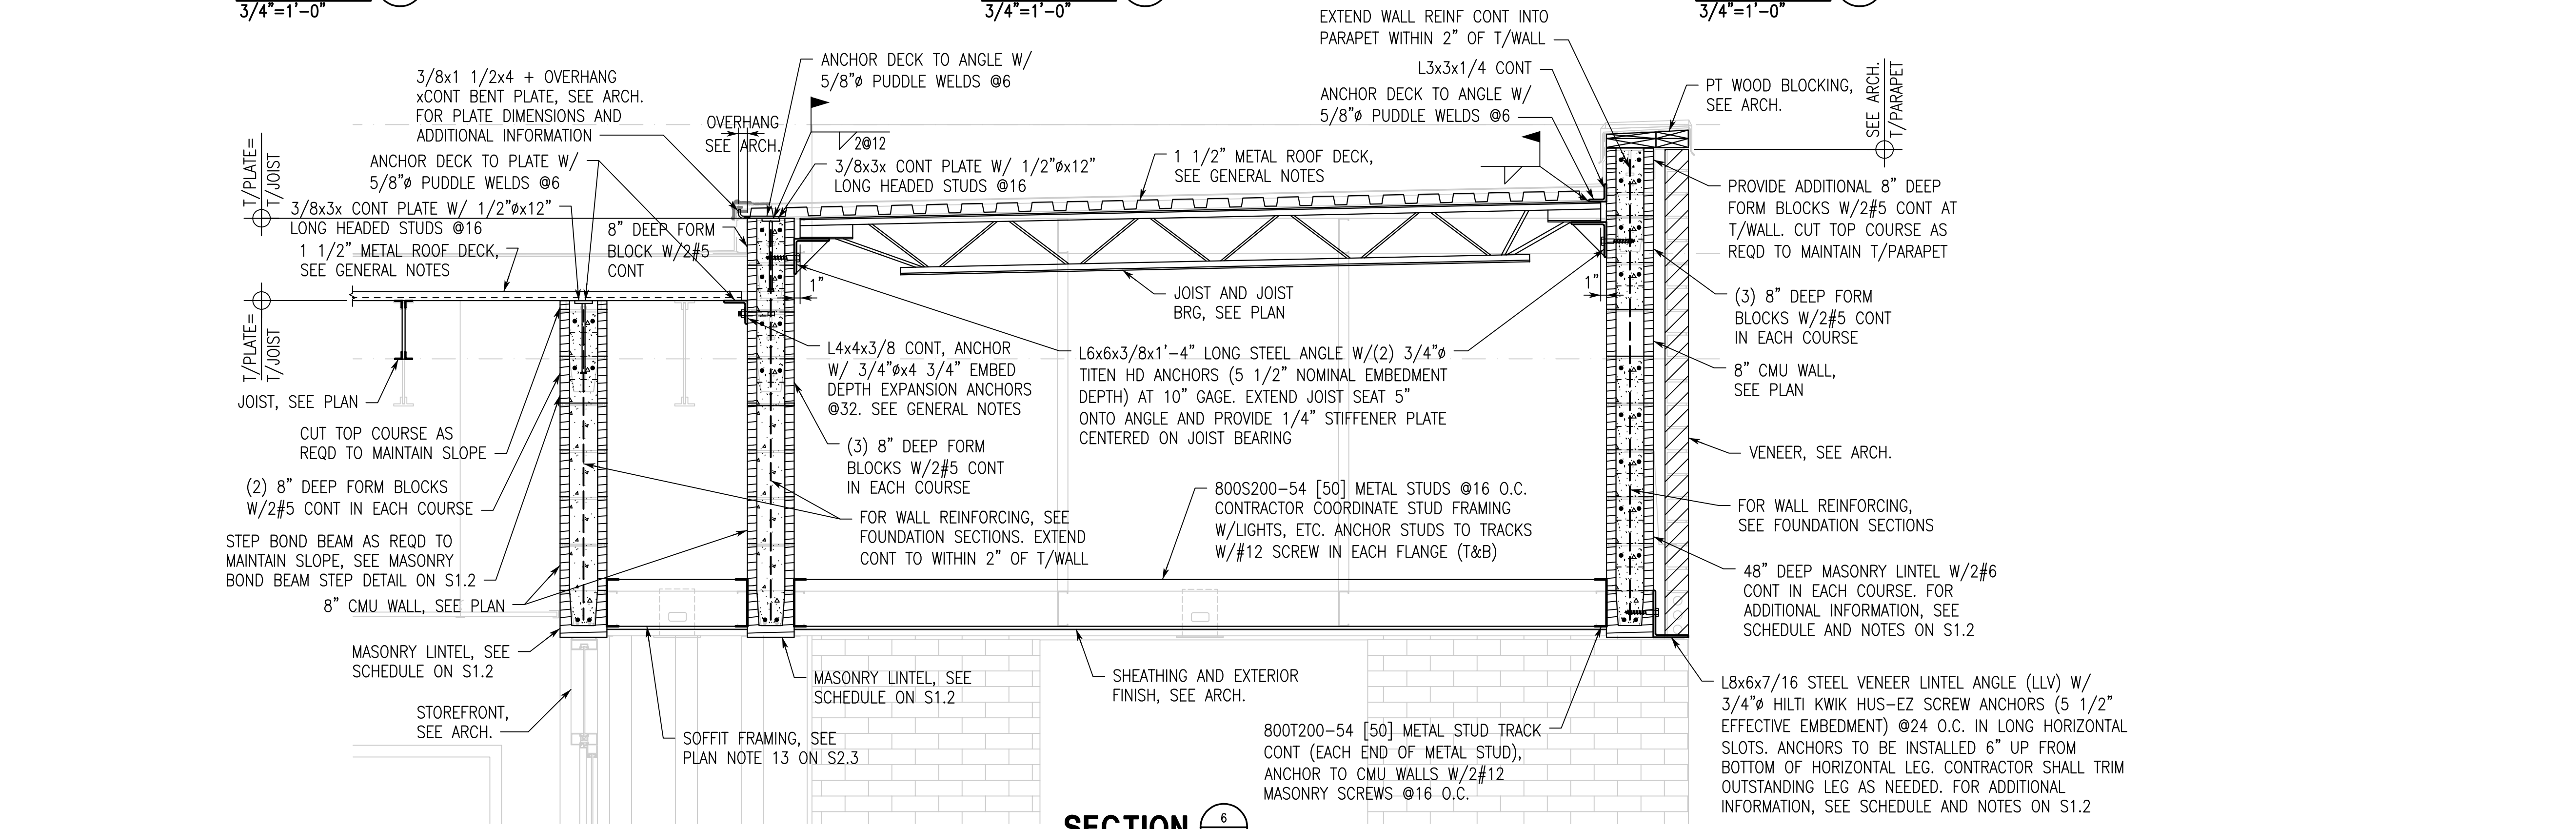 3/4"=1'-0"
3/4"=1'-0"
3/4"=1'-0"
3/8x1 1/2x4 + OVERHANG
xCONT BENT PLATE, SEE ARCH.
FOR PLATE DIMENSIONS AND
ADDITIONAL INFORMATION
ANCHOR DECK TO PLATE W/
5/8"ø PUDDLE WELDS @6
3/8x3x CONT PLATE W/ 1/2"øx12"
LONG HEADED STUDS @16
1 1/2" METAL ROOF DECK,
SEE GENERAL NOTES
T/PLATE=
T/JOIST
T/PLATE=
T/JOIST
JOIST, SEE PLAN
CUT TOP COURSE AS
REQD TO MAINTAIN SLOPE
(2) 8" DEEP FORM BLOCKS
W/2#5 CONT IN EACH COURSE
STEP BOND BEAM AS REQD TO
MAINTAIN SLOPE, SEE MASONRY
BOND BEAM STEP DETAIL ON S1.2
8" CMU WALL, SEE PLAN
MASONRY LINTEL, SEE
SCHEDULE ON S1.2
STOREFRONT,
SEE ARCH.
OVERHANG
SEE ARCH.
8" DEEP FORM
BLOCK W/2#5
CONT
ANCHOR DECK TO ANGLE W/
5/8"ø PUDDLE WELDS @6
2@12
3/8x3x CONT PLATE W/ 1/2"øx12"
LONG HEADED STUDS @16
1"
L4x4x3/8 CONT, ANCHOR
W/ 3/4"øx4 3/4" EMBED
DEPTH EXPANSION ANCHORS
@32. SEE GENERAL NOTES
(3) 8" DEEP FORM
BLOCKS W/2#5 CONT
IN EACH COURSE
FOR WALL REINFORCING, SEE
FOUNDATION SECTIONS. EXTEND
CONT TO WITHIN 2" OF T/WALL
MASONRY LINTEL, SEE
SCHEDULE ON S1.2
SOFFIT FRAMING, SEE
PLAN NOTE 13 ON S2.3
1 1/2" METAL ROOF DECK,
SEE GENERAL NOTES
JOIST AND JOIST
BRG, SEE PLAN
L6x6x3/8x1'-4" LONG STEEL ANGLE W/(2) 3/4"ø
TITEN HD ANCHORS (5 1/2" NOMINAL EMBEDMENT
DEPTH) AT 10" GAGE. EXTEND JOIST SEAT 5"
ONTO ANGLE AND PROVIDE 1/4" STIFFENER PLATE
CENTERED ON JOIST BEARING
800S200-54 [50] METAL STUDS @16 O.C.
CONTRACTOR COORDINATE STUD FRAMING
W/LIGHTS, ETC. ANCHOR STUDS TO TRACKS
W/#12 SCREW IN EACH FLANGE (T&B)
SHEATHING AND EXTERIOR
FINISH, SEE ARCH.
800T200-54 [50] METAL STUD TRACK
CONT (EACH END OF METAL STUD),
ANCHOR TO CMU WALLS W/2#12
MASONRY SCREWS @16 O.C.
EXTEND WALL REINF CONT INTO
PARAPET WITHIN 2" OF T/WALL
L3x3x1/4 CONT
ANCHOR DECK TO ANGLE W/
5/8"ø PUDDLE WELDS @6
1"
PT WOOD BLOCKING,
SEE ARCH.
SEE ARCH.
T/PARAPET
PROVIDE ADDITIONAL 8" DEEP
FORM BLOCKS W/2#5 CONT AT
T/WALL. CUT TOP COURSE AS
REQD TO MAINTAIN T/PARAPET
(3) 8" DEEP FORM
BLOCKS W/2#5 CONT
IN EACH COURSE
8" CMU WALL,
SEE PLAN
VENEER, SEE ARCH.
FOR WALL REINFORCING,
SEE FOUNDATION SECTIONS
48" DEEP MASONRY LINTEL W/2#6
CONT IN EACH COURSE. FOR
ADDITIONAL INFORMATION, SEE
SCHEDULE AND NOTES ON S1.2
L8x6x7/16 STEEL VENEER LINTEL ANGLE (LLV) W/
3/4"ø HILTI KWIK HUS-EZ SCREW ANCHORS (5 1/2"
EFFECTIVE EMBEDMENT) @24 O.C. IN LONG HORIZONTAL
SLOTS. ANCHORS TO BE INSTALLED 6" UP FROM
BOTTOM OF HORIZONTAL LEG. CONTRACTOR SHALL TRIM
OUTSTANDING LEG AS NEEDED. FOR ADDITIONAL
INFORMATION, SEE SCHEDULE AND NOTES ON S1.2
SECTION 6